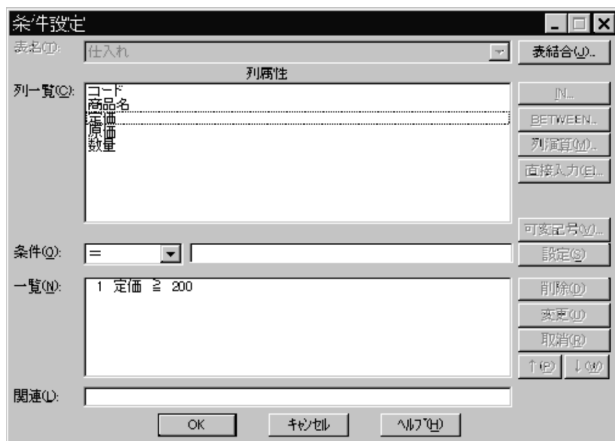 条件設定
表名(T): 仕入れ 表結合(J)..
列属性
列一覧(C): コード
商品名
定価
原価
数量
IN...
BETWEEN..
列演算(M)..
直接入力(E)..
可変記号(V)...
条件(O): =
設定(S)
一覧(N): 1 定価 ≧ 200
削除(D)
変更(U)
取消(R)
↑(P) ↓(W)
関連(L):
OK キャンセル ヘルプ(H)